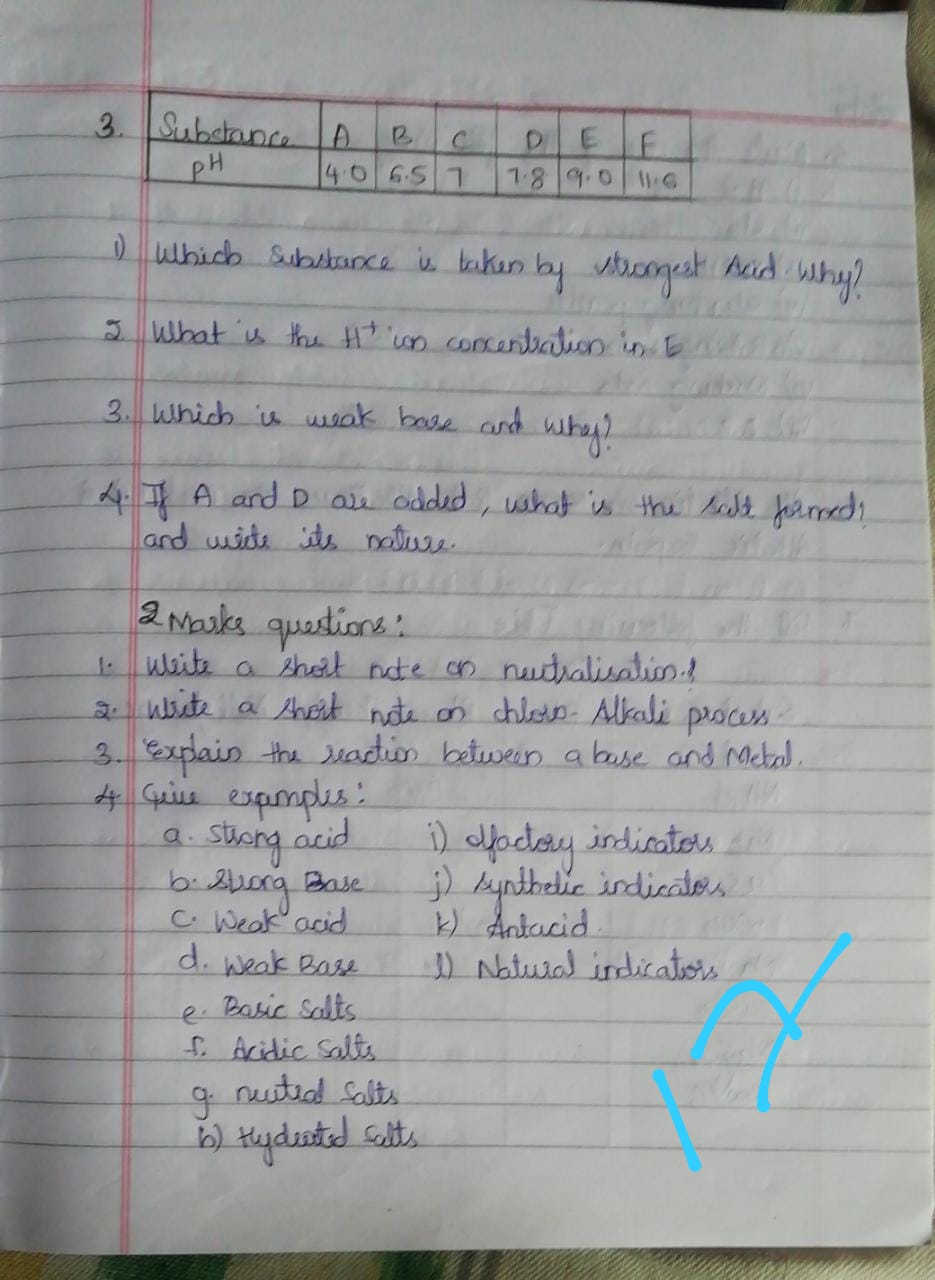 3. Substance A B C D E F
pH 4.0 6.5 7 7.8 9.0 11.6
1) Which Substance is taken by strongest Acid. Why?
2 What is the H+ ion concentration in E
3. Which is weak base and why?
4. If A and D are added, what is the salt formed?
and write its nature.
2 Marks questions:
1. Write a short note on neutralisation.
2. Write a short note on chloro-Alkali process.
3. Explain the reaction between a base and Metal.
4 Give examples:
a. Strong acid i) olfactory indicators
b. Strong Base j) Synthetic indicators
c. Weak acid k) Antacid.
d. Weak Base l) Natural indicators
e. Basic Salts
f. Acidic Salts
g. neutral Salts
h) Hydrated Salts
17